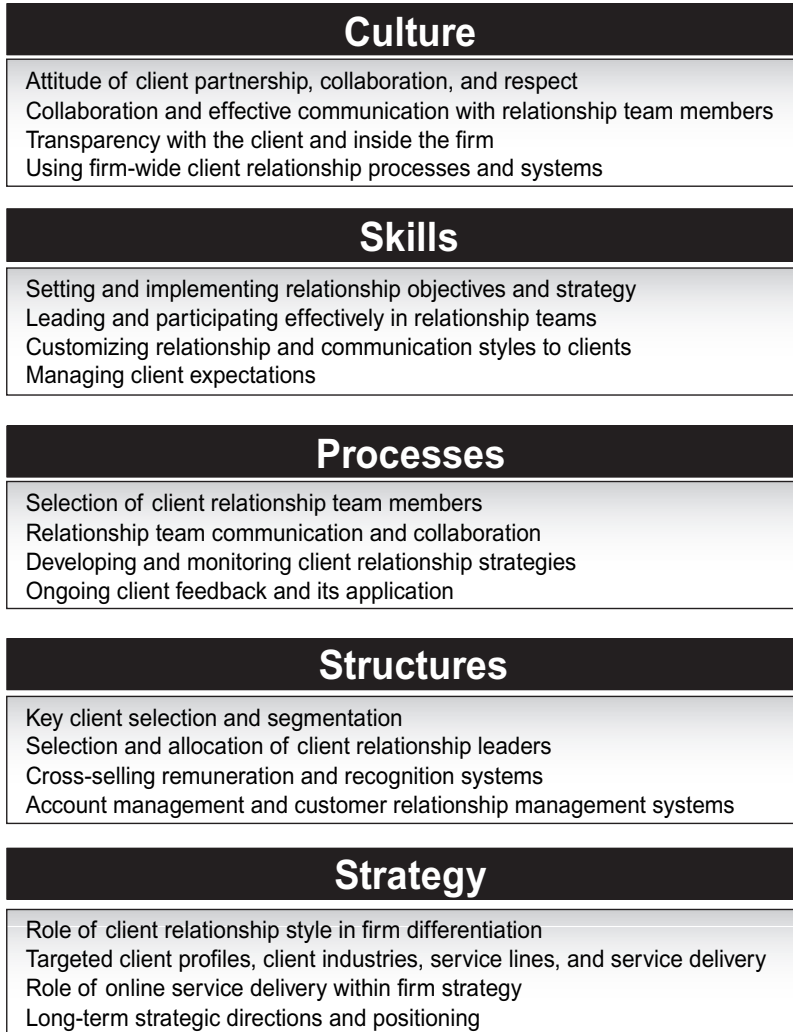 Culture
Attitude of client partnership, collaboration, and respect
Collaboration and effective communication with relationship team members
Transparency with the client and inside the firm
Using firm-wide client relationship processes and systems
Skills
Setting and implementing relationship objectives and strategy
Leading and participating effectively in relationship teams
Customizing relationship and communication styles to clients
Managing client expectations
Processes
Selection of client relationship team members
Relationship team communication and collaboration
Developing and monitoring client relationship strategies
Ongoing client feedback and its application
Structures
Key client selection and segmentation
Selection and allocation of client relationship leaders
Cross-selling remuneration and recognition systems
Account management and customer relationship management systems
Strategy
Role of client relationship style in firm differentiation
Targeted client profiles, client industries, service lines, and service delivery
Role of online service delivery within firm strategy
Long-term strategic directions and positioning